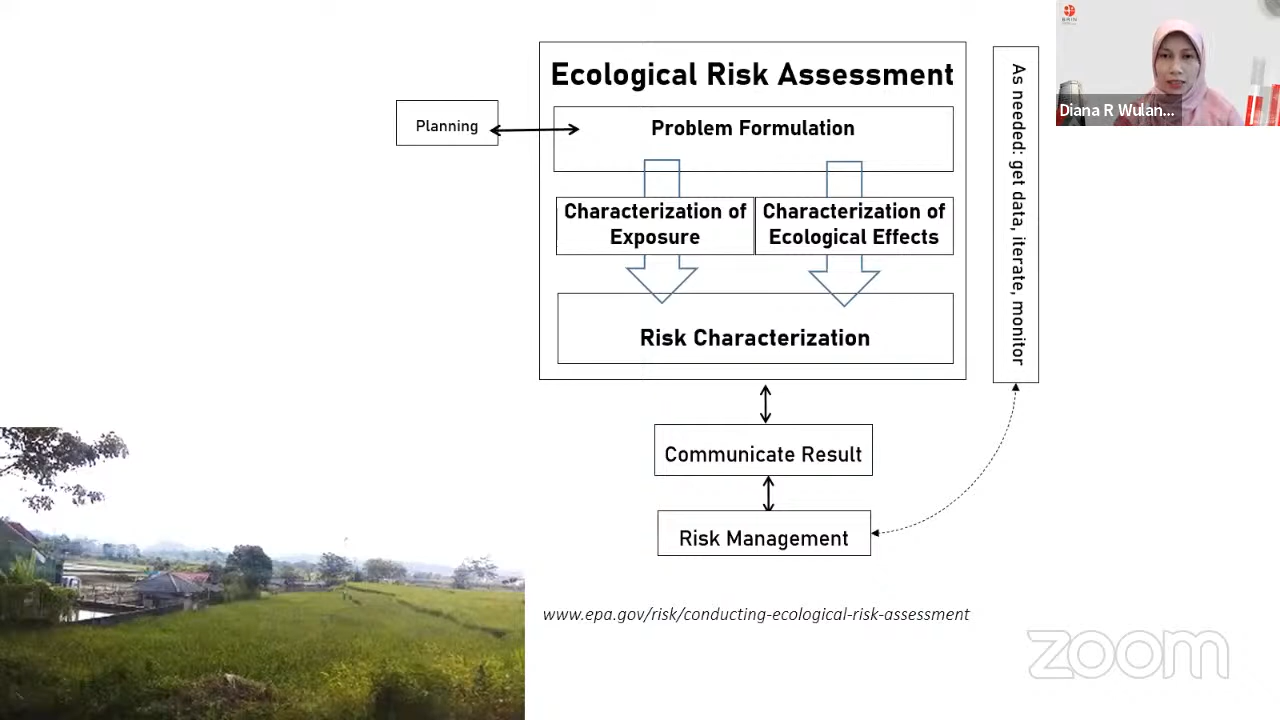 Ecological Risk Assessment
Planning
Problem Formulation
Characterization of
Exposure
Characterization of
Ecological Effects
Risk Characterization
As needed: get data, iterate, monitor
Communicate Result
Risk Management
www.epa.gov/risk/conducting-ecological-risk-assessment
BRIN
Diana R Wulan...
zoom